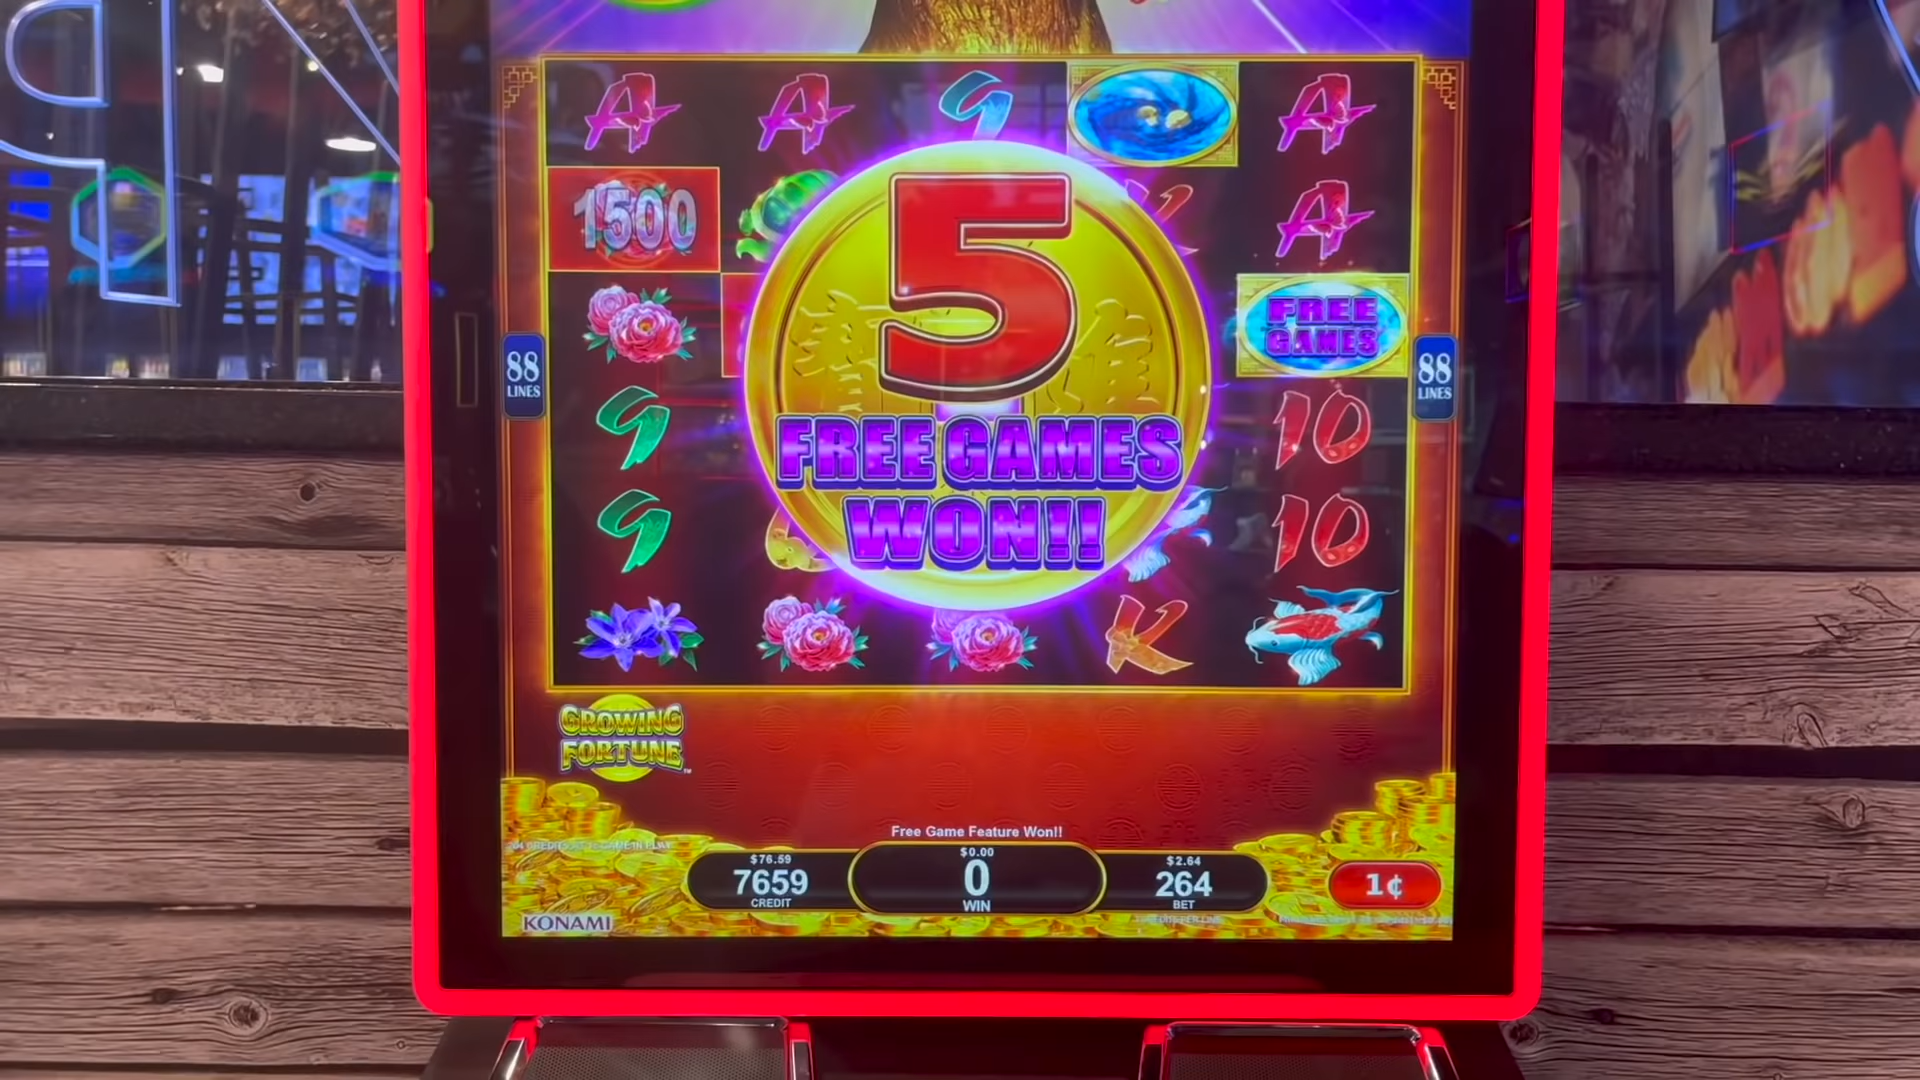 A
A
9
A
1500
A
5
FREE
GAMES
88
LINES
88
LINES
9
10
FREE GAMES
WON!!
9
10
K
GROWING
FORTUNE
Free Game Feature Won!!
$76.59
7659
CREDIT
$0.00
0
WIN
$2.64
264
BET
1¢
KONAMI